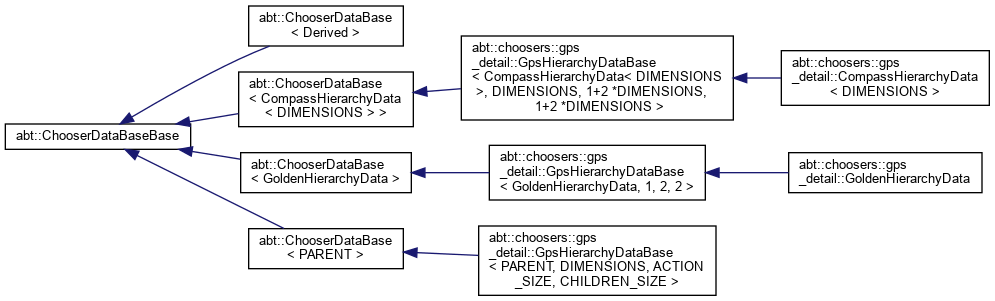 abt::ChooserDataBaseBase
abt::ChooserDataBase
< Derived >
abt::ChooserDataBase
< CompassHierarchyData
< DIMENSIONS > >
abt::ChooserDataBase
< GoldenHierarchyData >
abt::ChooserDataBase
< PARENT >
abt::choosers::gps
_detail::GpsHierarchyDataBase
< CompassHierarchyData< DIMENSIONS
>, DIMENSIONS, 1+2 *DIMENSIONS,
1+2 *DIMENSIONS >
abt::choosers::gps
_detail::GpsHierarchyDataBase
< GoldenHierarchyData, 1, 2, 2 >
abt::choosers::gps
_detail::GpsHierarchyDataBase
< PARENT, DIMENSIONS, ACTION
_SIZE, CHILDREN_SIZE >
abt::choosers::gps
_detail::CompassHierarchyData
< DIMENSIONS >
abt::choosers::gps
_detail::GoldenHierarchyData